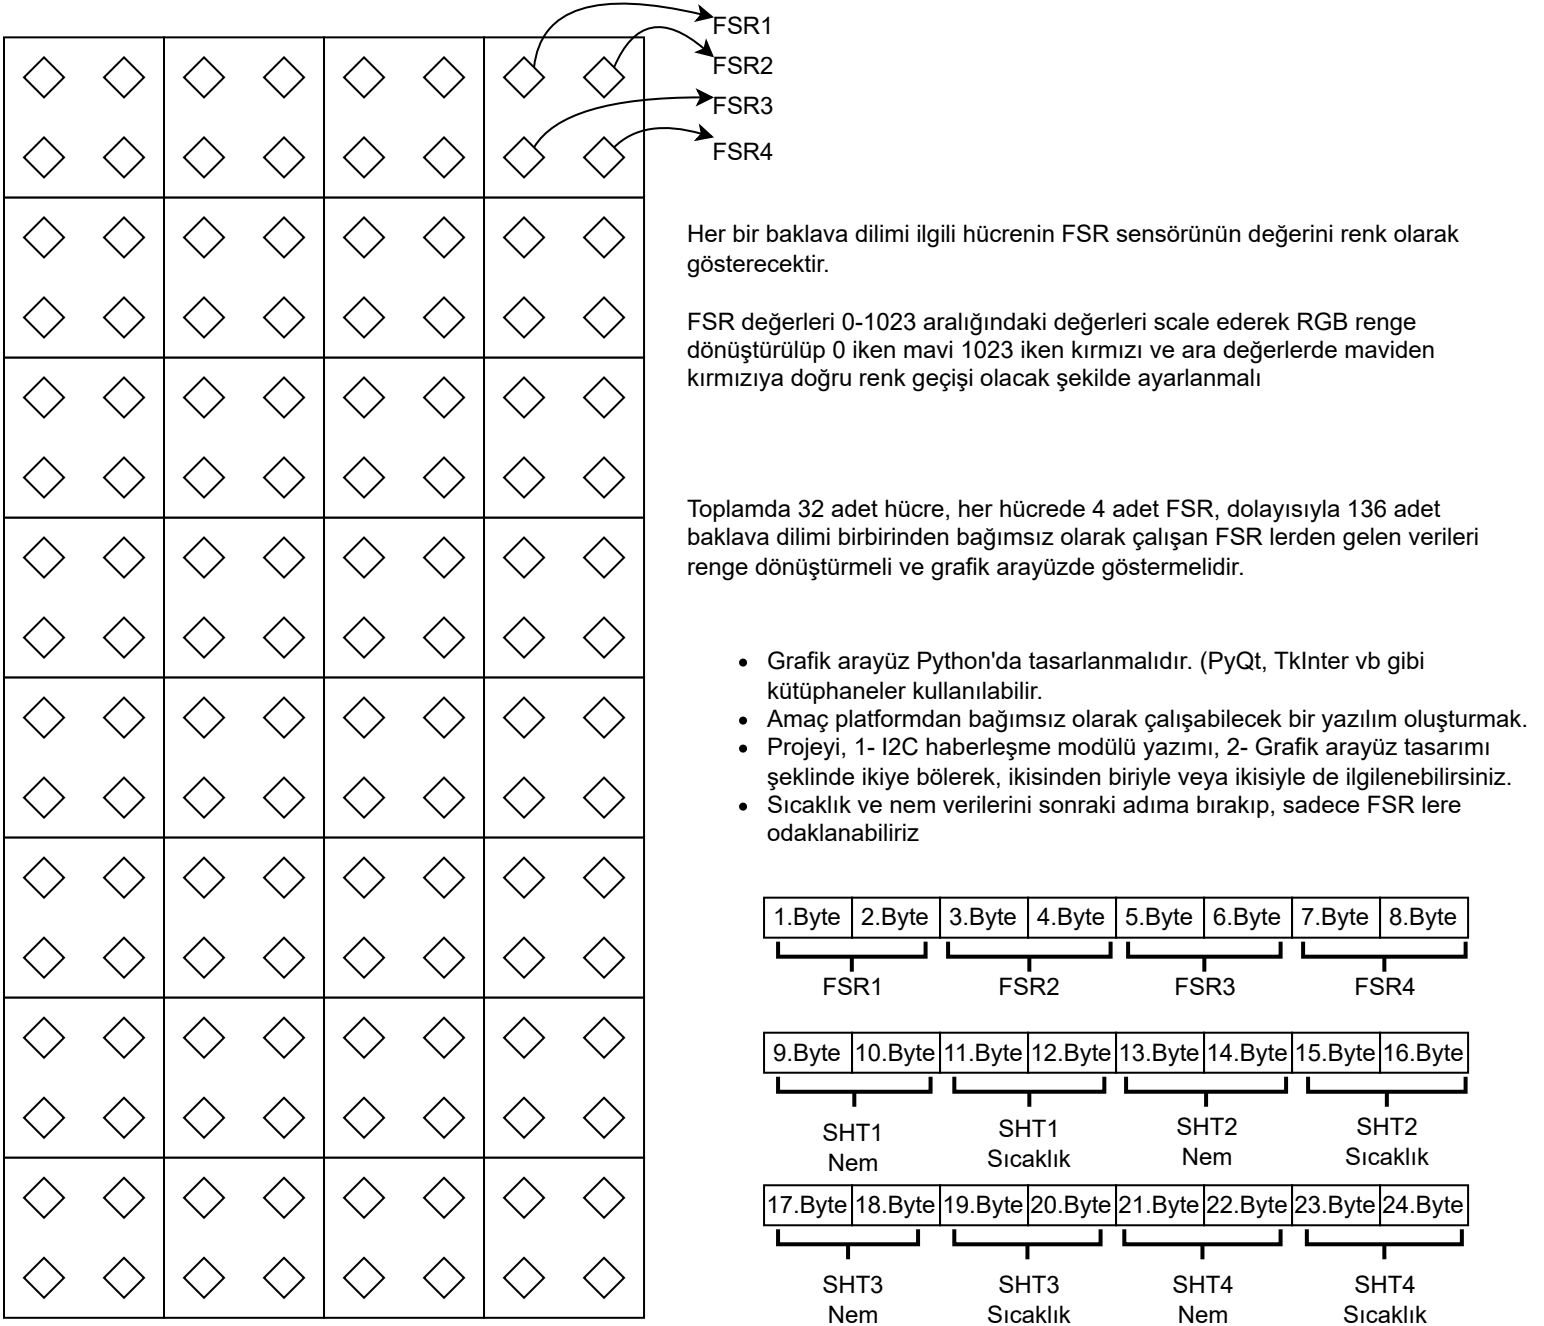 FSR1
FSR2
FSR3
FSR4
Her bir baklava dilimi ilgili hücrenin FSR sensörünün değerini renk olarak
gösterecektir.
FSR değerleri 0-1023 aralığındaki değerleri scale ederek RGB renge
dönüştürülüp 0 iken mavi 1023 iken kırmızı ve ara değerlerde maviden
kırmızıya doğru renk geçişi olacak şekilde ayarlanmalı
Toplamda 32 adet hücre, her hücrede 4 adet FSR, dolayısıyla 136 adet
baklava dilimi birbirinden bağımsız olarak çalışan FSR lerden gelen verileri
renge dönüştürmeli ve grafik arayüzde göstermelidir.
• Grafik arayüz Python'da tasarlanmalıdır. (PyQt, TkInter vb gibi
kütüphaneler kullanılabilir.
• Amaç platformdan bağımsız olarak çalışabilecek bir yazılım oluşturmak.
• Projeyi, 1- I2C haberleşme modülü yazımı, 2- Grafik arayüz tasarımı
şeklinde ikiye bölerek, ikisinden biriyle veya ikisiyle de ilgilenebilirsiniz.
• Sıcaklık ve nem verilerini sonraki adıma bırakıp, sadece FSR lere
odaklanabiliriz
1.Byte 2.Byte 3.Byte 4.Byte 5.Byte 6.Byte 7.Byte 8.Byte
FSR1 FSR2 FSR3 FSR4
9.Byte 10.Byte 11.Byte 12.Byte 13.Byte 14.Byte 15.Byte 16.Byte
SHT1 SHT1 SHT2 SHT2
Nem Sıcaklık Nem Sıcaklık
17.Byte 18.Byte 19.Byte 20.Byte 21.Byte 22.Byte 23.Byte 24.Byte
SHT3 SHT3 SHT4 SHT4
Nem Sıcaklık Nem Sıcaklık